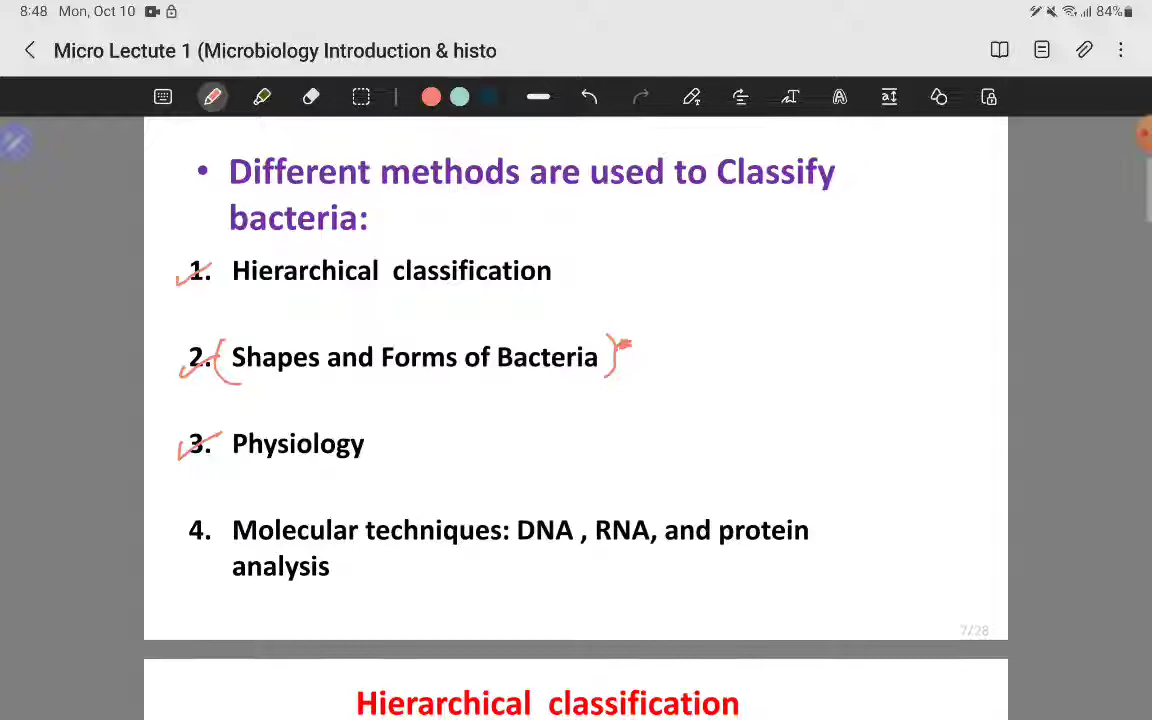 8:48 Mon, Oct 10 84%
Micro Lectute 1 (Microbiology Introduction & histo
• Different methods are used to Classify
bacteria:
1. Hierarchical classification
2. (Shapes and Forms of Bacteria)*
3. Physiology
4. Molecular techniques: DNA , RNA, and protein
analysis
7/28
Hierarchical classification